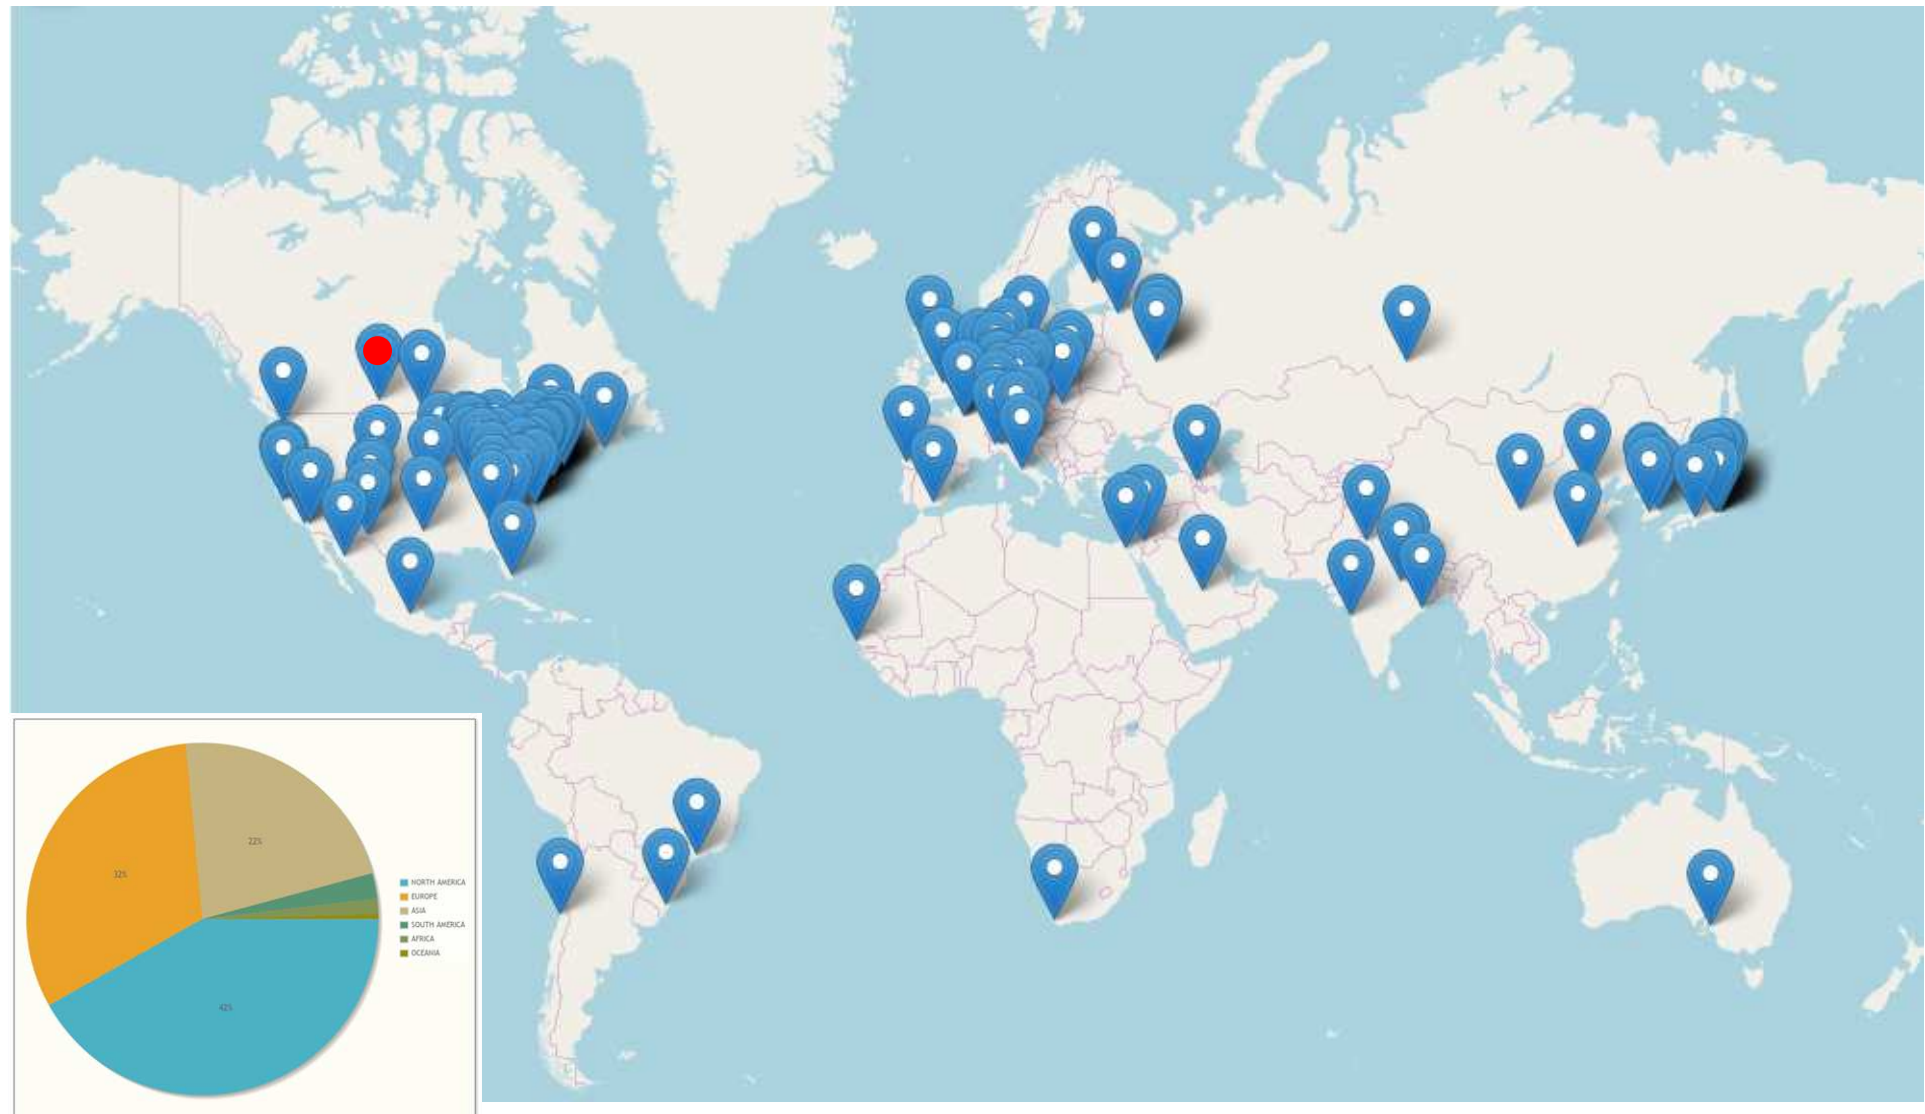 22%
32%
42%
NORTH AMERICA
EUROPE
ASIA
SOUTH AMERICA
AFRICA
OCEANIA